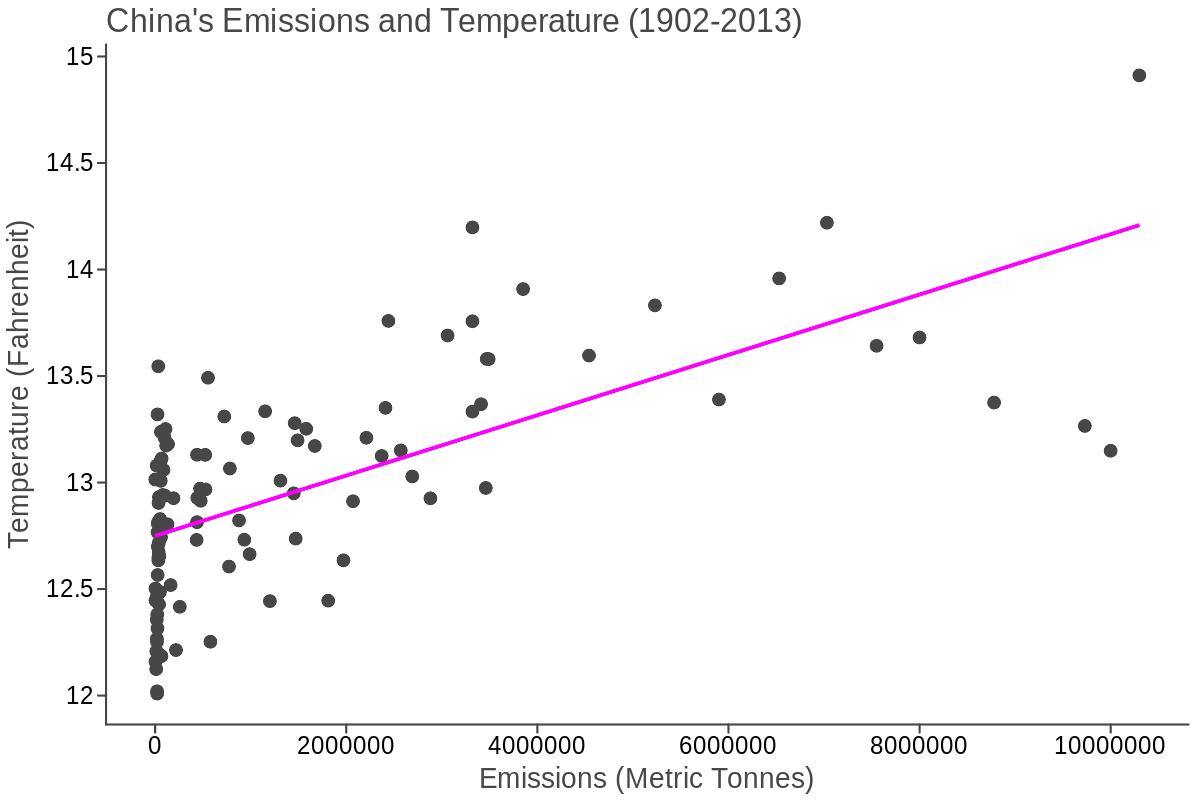 China's Emissions and Temperature (1902-2013)
15
14.5
14
13.5
13
12.5
12
Temperature (Fahrenheit)
0 2000000 4000000 6000000 8000000 10000000
Emissions (Metric Tonnes)